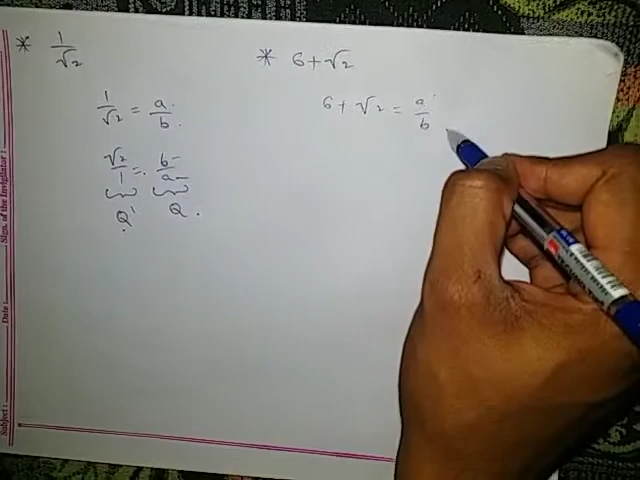 * 1/√2
1/√2 = a/b
√2/1 = b/a
Q' Q
* 6+√2
6+√2 = a/b
Sign. of the Invigilator :
Date :
Subject :